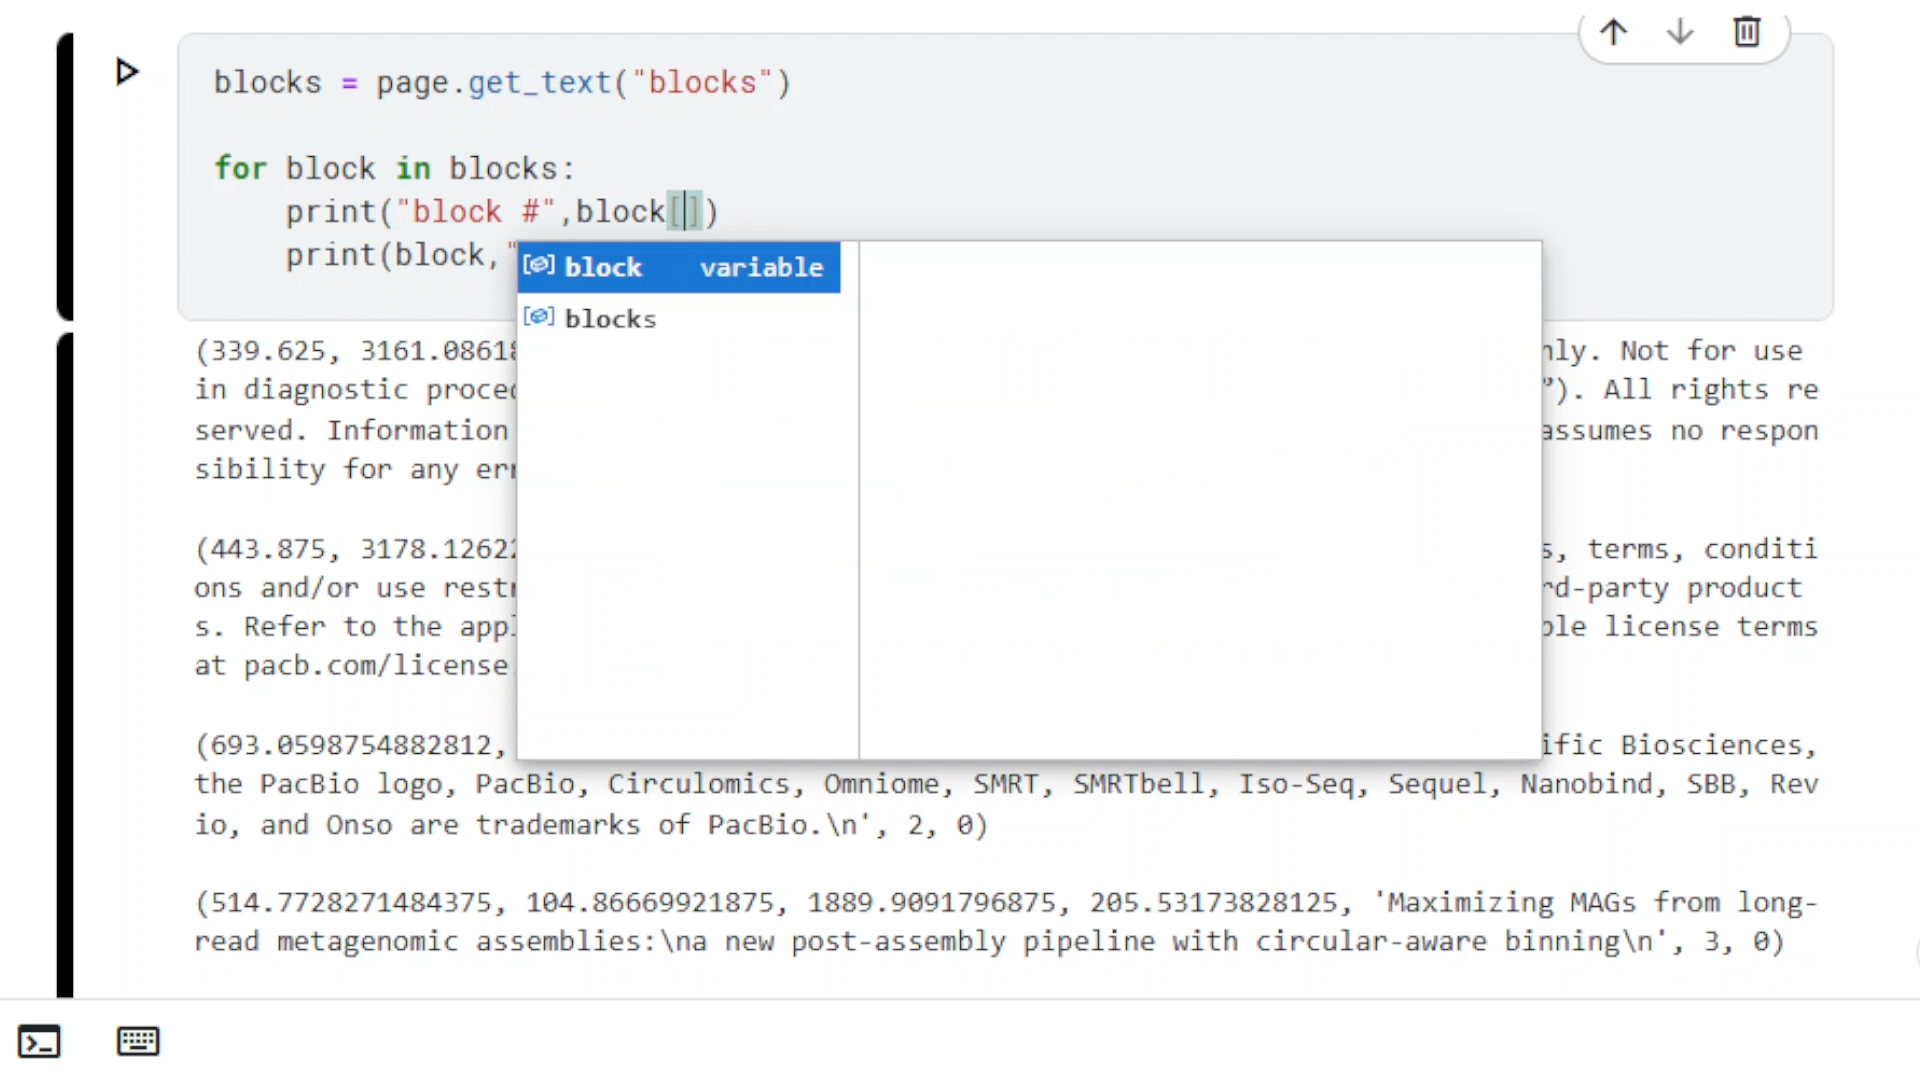 blocks = page.get_text("blocks")
for block in blocks:
print("block #",block[])
print(block,"
block variable
blocks
(339.625, 3161.0861 nly. Not for use
in diagnostic proce ”). All rights re
served. Information assumes no respon
sibility for any er
(443.875, 3178.1262 s, terms, conditi
ons and/or use rest rd-party product
s. Refer to the app ble license terms
at pacb.com/license
(693.0598754882812, ific Biosciences,
the PacBio logo, PacBio, Circulomics, Omniome, SMRT, SMRTbell, Iso-Seq, Sequel, Nanobind, SBB, Rev
io, and Onso are trademarks of PacBio.\n', 2, 0)
(514.7728271484375, 104.86669921875, 1889.9091796875, 205.53173828125, 'Maximizing MAGs from long-
read metagenomic assemblies:\na new post-assembly pipeline with circular-aware binning\n', 3, 0)